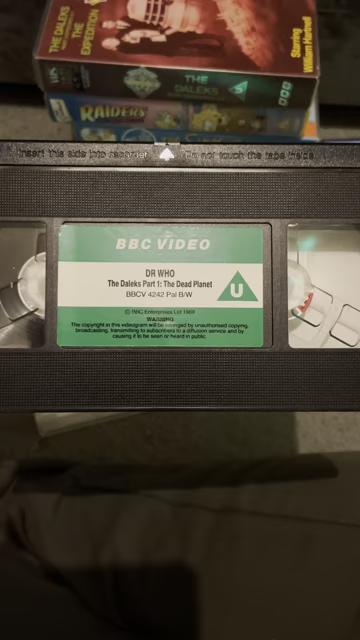 THE DALEKS
THE EXPEDITION
Starring
William Hartnell
VHS
THE
DALEKS
U
BBC
RAIDERS
Insert this side into recorder
Do not touch the tape inside
BBC VIDEO
DR WHO
The Daleks Part 1: The Dead Planet
BBCV 4242 Pal B/W
U
© BBC Enterprises Ltd 1989
WARNING
The copyright in this videogram will be infringed by unauthorised copying,
broadcasting, transmitting to subscribers to a diffusion service and by
causing it to be seen or heard in public.